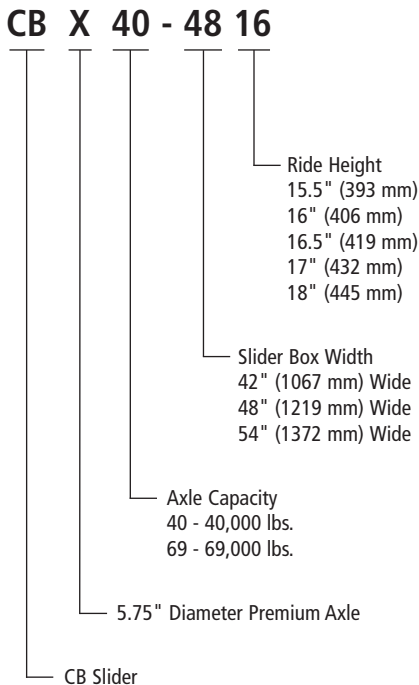 CB X 40 - 48 16
Ride Height
15.5" (393 mm)
16" (406 mm)
16.5" (419 mm)
17" (432 mm)
18" (445 mm)
Slider Box Width
42" (1067 mm) Wide
48" (1219 mm) Wide
54" (1372 mm) Wide
Axle Capacity
40 - 40,000 lbs.
69 - 69,000 lbs.
5.75" Diameter Premium Axle
CB Slider